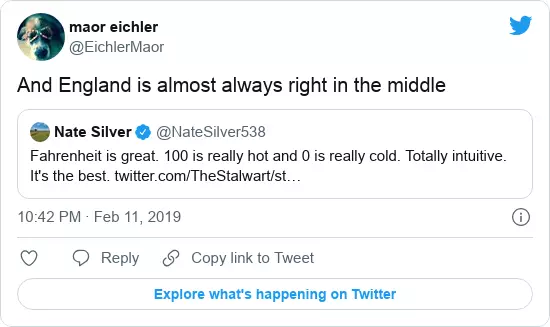 maor eichler
@EichlerMaor
And England is almost always right in the middle
Nate Silver @NateSilver538
Fahrenheit is great. 100 is really hot and 0 is really cold. Totally intuitive.
It's the best. twitter.com/TheStalwart/st…
10:42 PM · Feb 11, 2019
Reply Copy link to Tweet
Explore what's happening on Twitter